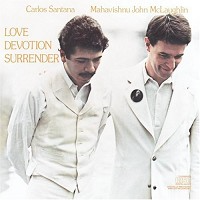 Carlos Santana
Mahavishnu John McLaughlin
LOVE
DEVOTION
SURRENDER